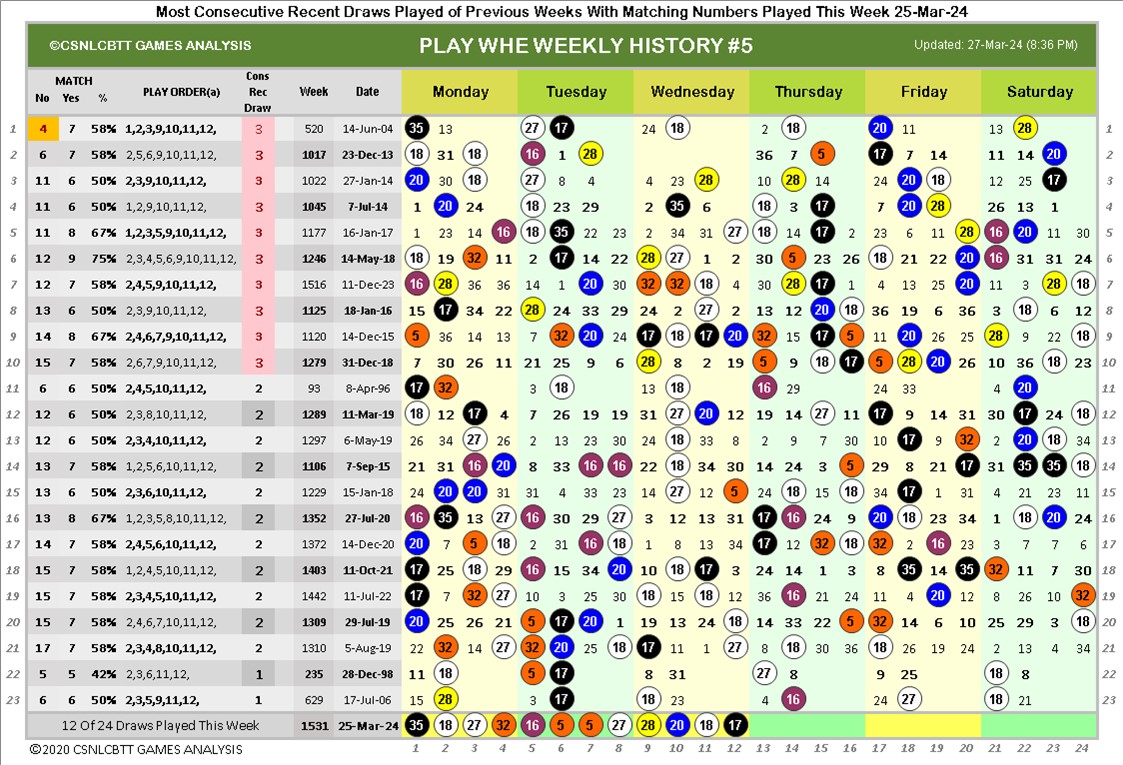 Most Consecutive Recent Draws Played of Previous Weeks With Matching Numbers Played This Week 25-Mar-24
©CSNLCBTT GAMES ANALYSIS PLAY WHE WEEKLY HISTORY #5 Updated: 27-Mar-24 (8:36 PM)
MATCH Cons
No Yes % PLAY ORDER(a) Rec Week Date Monday Tuesday Wednesday Thursday Friday Saturday
Draw
1 4 7 58% 1,2,3,9,10,11,12, 3 520 14-Jun-04 35 13 27 17 24 18 2 18 20 11 13 28 1
2 6 7 58% 2,5,6,9,10,11,12, 3 1017 23-Dec-13 18 31 18 16 1 28 36 7 5 17 7 14 11 14 20 2
3 11 6 50% 2,3,9,10,11,12, 3 1022 27-Jan-14 20 30 18 27 8 4 4 23 28 10 28 14 24 20 18 12 25 17 3
4 11 6 50% 1,2,9,10,11,12, 3 1045 7-Jul-14 1 20 24 18 23 29 2 35 6 18 3 17 7 20 28 26 13 1 4
5 11 8 67% 1,2,3,5,9,10,11,12, 3 1177 16-Jan-17 1 23 14 16 18 35 22 23 2 34 31 27 18 14 17 2 23 6 11 28 16 20 11 30 5
6 12 9 75% 2,3,4,5,6,9,10,11,12, 3 1246 14-May-18 18 19 32 11 2 17 14 22 28 27 1 2 30 5 23 26 18 21 22 20 16 31 31 24 6
7 12 7 58% 2,4,5,9,10,11,12, 3 1516 11-Dec-23 16 28 36 36 14 1 20 30 32 32 18 4 30 28 17 1 4 13 25 20 11 3 28 18 7
8 13 6 50% 2,3,9,10,11,12, 3 1125 18-Jan-16 15 17 34 22 28 24 33 29 24 2 27 2 13 12 20 18 36 19 6 36 3 18 6 12 8
9 14 8 67% 2,4,6,7,9,10,11,12, 3 1120 14-Dec-15 5 36 14 13 7 32 20 24 17 18 17 20 32 15 17 5 11 20 26 11 28 9 22 18 9
10 15 7 58% 2,6,7,9,10,11,12, 3 1279 31-Dec-18 7 30 26 11 21 25 9 6 28 8 2 19 5 9 18 17 5 28 20 26 10 36 18 23 10
11 6 6 50% 2,4,5,10,11,12, 2 93 8-Apr-96 17 32 3 18 13 18 16 29 24 33 4 20 11
12 12 6 50% 2,3,8,10,11,12, 2 1289 11-Mar-19 18 12 17 4 7 26 19 19 31 27 20 12 19 14 27 11 17 9 14 31 30 17 24 18 12
13 12 6 50% 2,3,4,10,11,12, 2 1297 6-May-19 26 34 27 26 2 13 23 30 30 18 33 8 2 9 7 30 10 17 9 32 2 20 18 34 13
14 13 7 58% 1,2,5,6,10,11,12, 2 1106 7-Sep-15 21 31 16 20 8 33 16 16 22 18 34 30 14 24 3 5 29 8 21 17 31 35 35 18 14
15 13 6 50% 2,3,6,10,11,12, 2 1229 15-Jan-18 24 20 20 31 31 4 33 23 14 27 12 5 24 18 15 18 34 17 1 31 4 21 23 11 15
16 13 8 67% 1,2,3,5,8,10,11,12, 2 1352 27-Jul-20 16 35 13 27 16 30 29 27 3 12 13 31 17 16 24 9 20 18 23 34 1 18 20 24 16
17 14 7 58% 2,4,5,6,10,11,12, 2 1372 14-Dec-20 20 7 5 18 2 31 16 18 1 8 13 34 17 12 32 18 32 2 16 23 3 7 7 6 17
18 15 7 58% 1,2,4,5,10,11,12, 2 1403 11-Oct-21 17 25 18 29 16 15 34 20 10 18 17 3 24 14 1 3 8 35 14 35 32 11 7 30 18
19 15 7 58% 2,3,4,5,10,11,12, 2 1442 11-Jul-22 17 7 32 27 10 3 25 30 18 15 18 12 36 16 21 24 11 4 20 12 8 26 10 32 19
20 15 7 58% 2,4,6,7,10,11,12, 2 1309 29-Jul-19 20 25 26 21 5 17 20 1 19 13 24 18 14 33 22 5 32 14 6 10 25 29 3 18 20
21 17 7 58% 2,3,4,8,10,11,12, 2 1310 5-Aug-19 22 32 14 27 32 20 25 18 17 11 1 27 8 18 30 36 18 26 19 24 2 13 4 34 21
22 5 5 42% 2,3,6,11,12, 1 235 28-Dec-98 11 18 5 17 8 31 27 7 9 25 18 8 22
23 6 6 50% 2,3,5,9,11,12, 1 629 17-Jul-06 15 28 3 17 18 23 4 16 24 27 18 21 23
12 Of 24 Draws Played This Week 1531 25-Mar-24 35 18 27 32 16 5 5 27 28 20 18 17
©2020 CSNLCBTT GAMES ANALYSIS 1 2 3 4 5 6 7 8 9 10 11 12 13 14 15 16 17 18 19 20 21 22 23 24